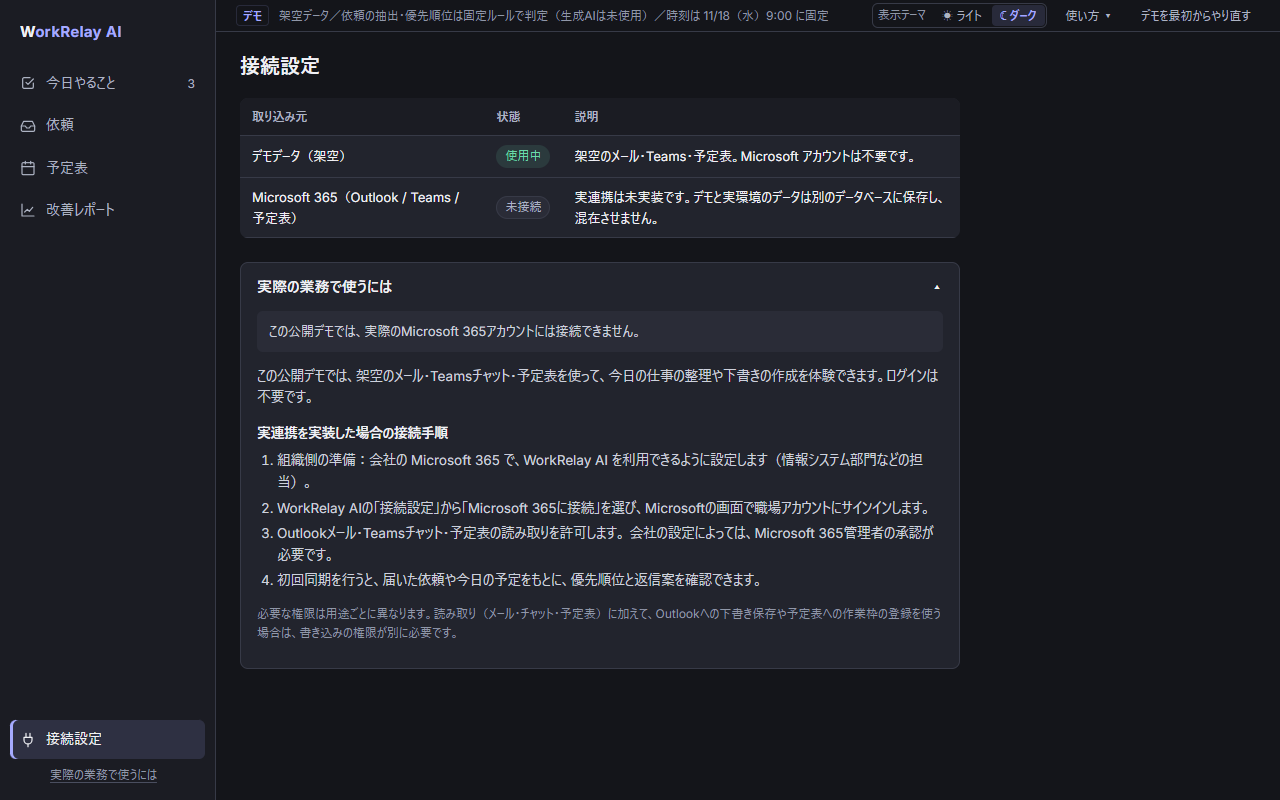 WorkRelay AI
今日やること 3
依頼
予定表
改善レポート
接続設定
実際の業務で使うには
デモ 架空データ／依頼の抽出・優先順位は固定ルールで判定（生成AIは未使用）／時刻は 11/18（水）9:00 に固定 表示テーマ ライト ダーク 使い方 ▼ デモを最初からやり直す
接続設定
取り込み元 状態 説明
デモデータ（架空） 使用中 架空のメール・Teams・予定表。Microsoft アカウントは不要です。
Microsoft 365（Outlook / Teams /
予定表） 未接続 実連携は未実装です。デモと実環境のデータは別のデータベースに保存し、
混在させません。
実際の業務で使うには ▲
この公開デモでは、実際のMicrosoft 365アカウントには接続できません。
この公開デモでは、架空のメール・Teamsチャット・予定表を使って、今日の仕事の整理や下書きの作成を体験できます。ログインは
不要です。
実連携を実装した場合の接続手順
1. 組織側の準備：会社の Microsoft 365 で、WorkRelay AI を利用できるように設定します（情報システム部門などの担
当）。
2. WorkRelay AIの「接続設定」から「Microsoft 365に接続」を選び、Microsoftの画面で職場アカウントにサインインします。
3. Outlookメール・Teamsチャット・予定表の読み取りを許可します。会社の設定によっては、Microsoft 365管理者の承認が
必要です。
4. 初回同期を行うと、届いた依頼や今日の予定をもとに、優先順位と返信案を確認できます。
必要な権限は用途ごとに異なります。読み取り（メール・チャット・予定表）に加えて、Outlookへの下書き保存や予定表への作業枠の登録を使う
場合は、書き込みの権限が別に必要です。